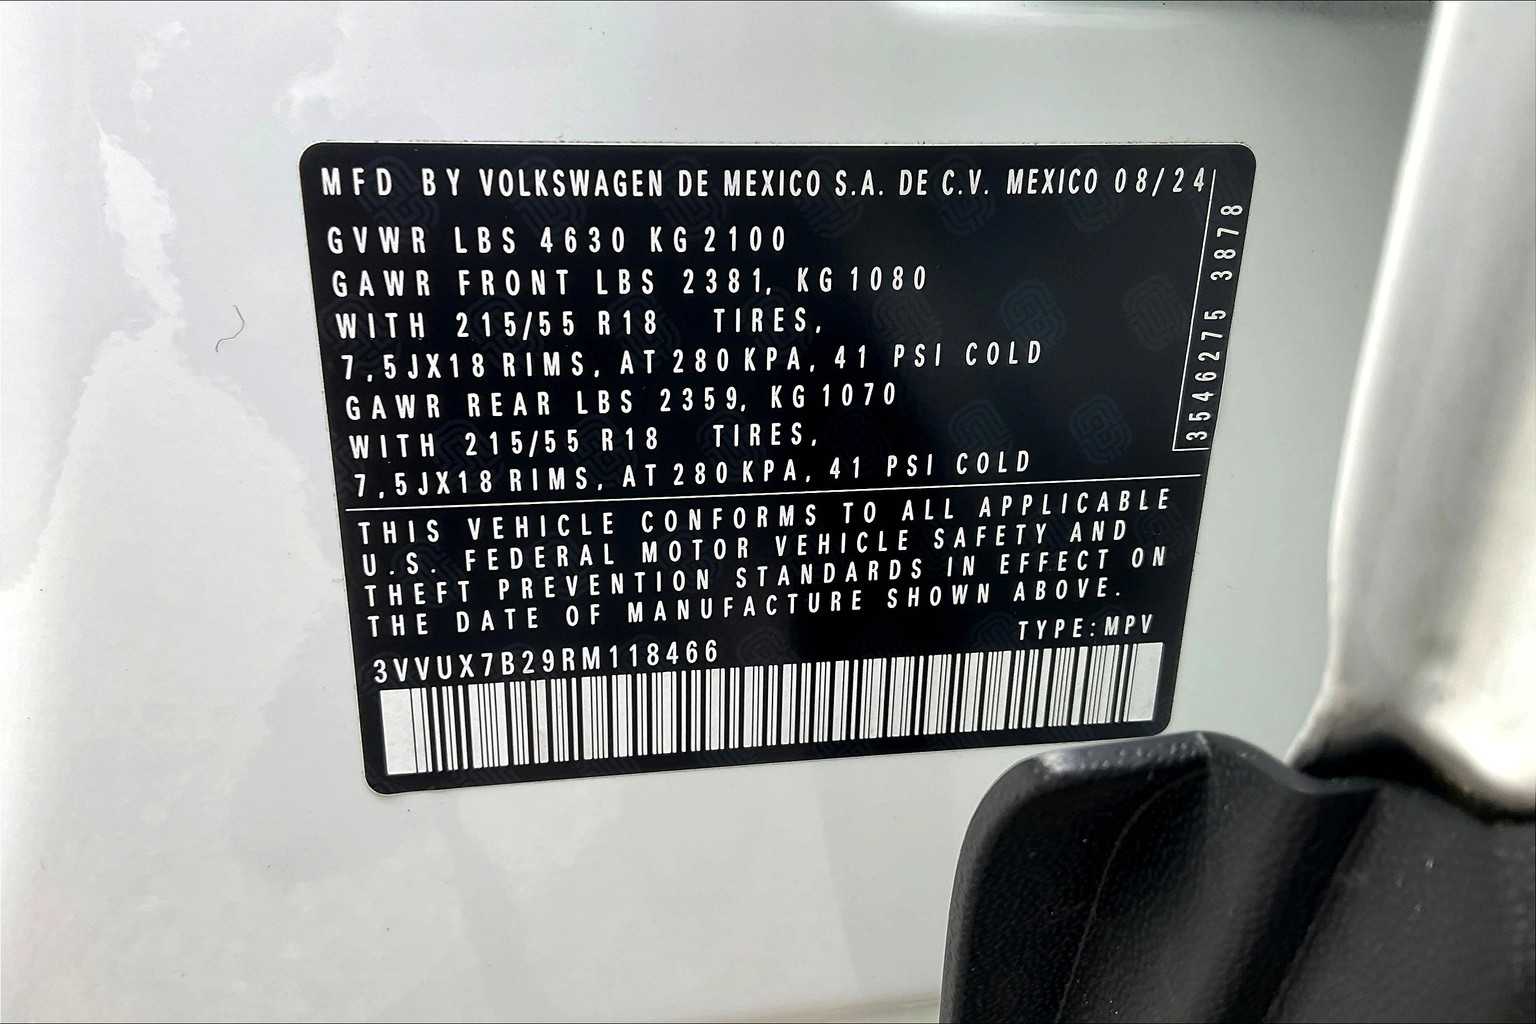 MFD BY VOLKSWAGEN DE MEXICO S.A. DE C.V. MEXICO 08/24
GVWR LBS 4630 KG 2100
GAWR FRONT LBS 2381, KG 1080
WITH 215/55 R18 TIRES,
7,5JX18 RIMS, AT 280 KPA, 41 PSI COLD
GAWR REAR LBS 2359, KG 1070
WITH 215/55 R18 TIRES,
7,5JX18 RIMS, AT 280 KPA, 41 PSI COLD
3546275 3878
THIS VEHICLE CONFORMS TO ALL APPLICABLE
U.S. FEDERAL MOTOR VEHICLE SAFETY AND
THEFT PREVENTION STANDARDS IN EFFECT ON
THE DATE OF MANUFACTURE SHOWN ABOVE.
TYPE:MPV
3VVUX7B29RM118466